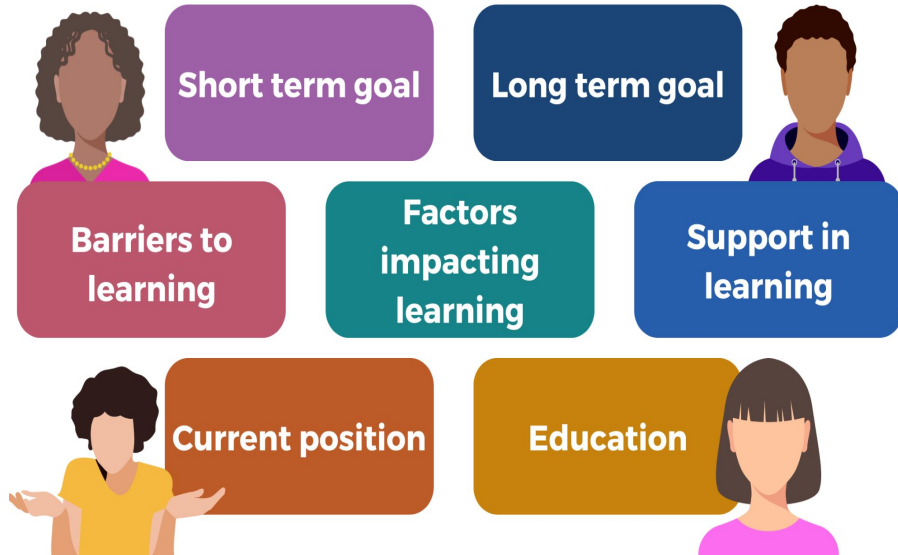 Short term goal
Long term goal
Barriers to
learning
Factors
impacting
learning
Support in
learning
Current position
Education